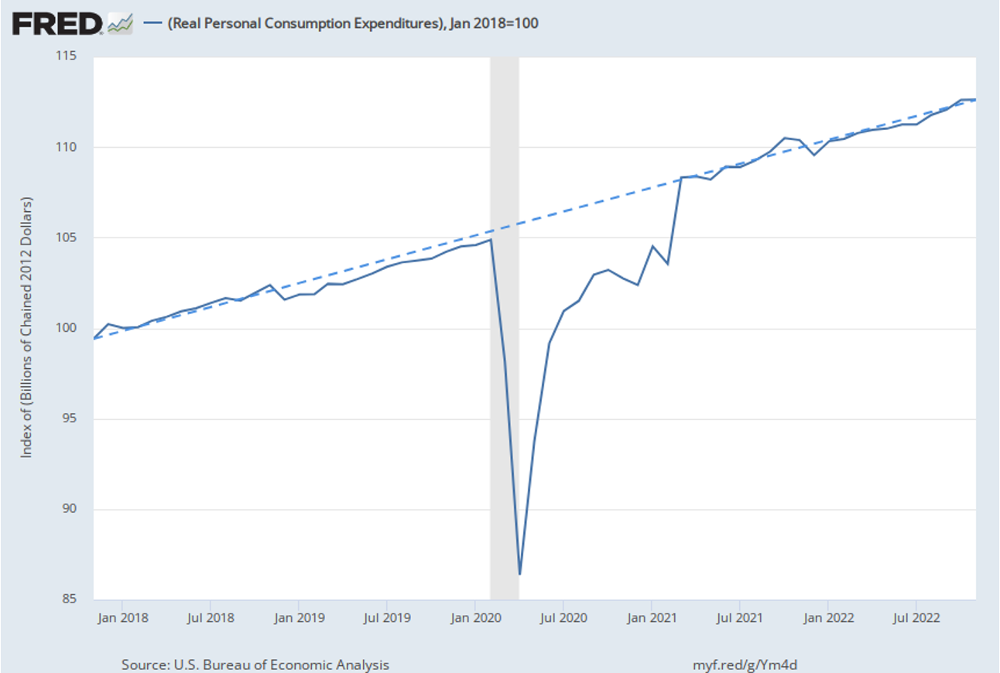 FRED
(Real Personal Consumption Expenditures), Jan 2018=100
Index of (Billions of Chained 2012 Dollars)
115
110
105
100
95
90
85
Jan 2018 Jul 2018 Jan 2019 Jul 2019 Jan 2020 Jul 2020 Jan 2021 Jul 2021 Jan 2022 Jul 2022
Source: U.S. Bureau of Economic Analysis
myf.red/g/Ym4d